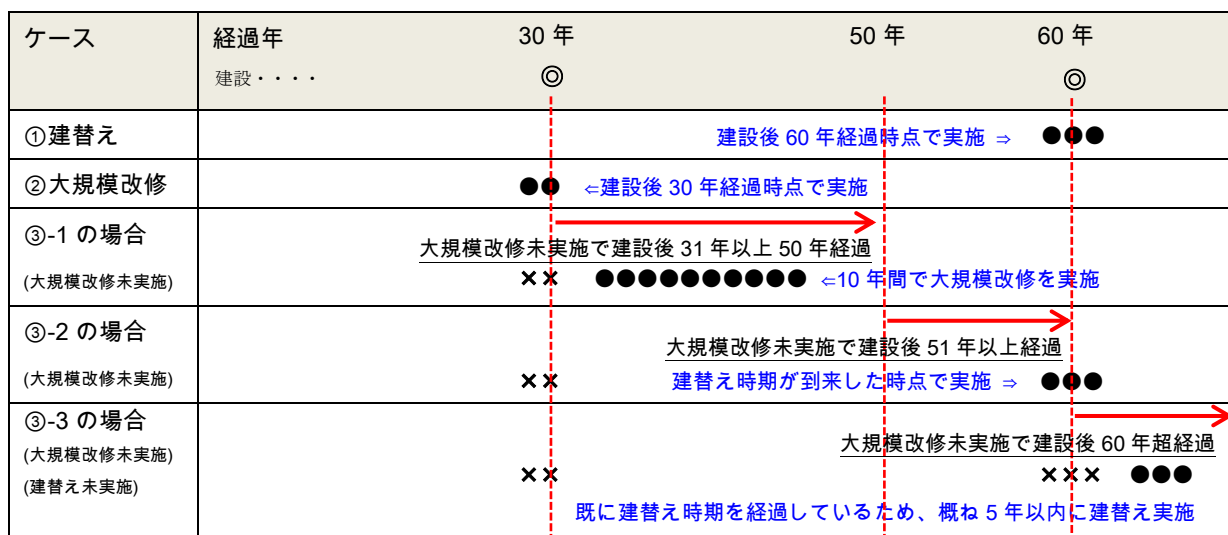 ケース 経過年 30 年 50 年 60 年
建設・・・・ ◎ ◎
①建替え 建設後 60 年経過時点で実施 ⇒ ●●●
②大規模改修 ●● ⇐建設後 30 年経過時点で実施
③-1 の場合
大規模改修未実施で建設後 31 年以上 50 年経過
(大規模改修未実施) ×× ●●●●●●●●●● ⇐10 年間で大規模改修を実施
③-2 の場合
大規模改修未実施で建設後 51 年以上経過
(大規模改修未実施) ×× 建替え時期が到来した時点で実施 ⇒ ●●●
③-3 の場合
(大規模改修未実施) 大規模改修未実施で建設後 60 年超経過
(建替え未実施) ×× ××× ●●●
既に建替え時期を経過しているため、概ね 5 年以内に建替え実施